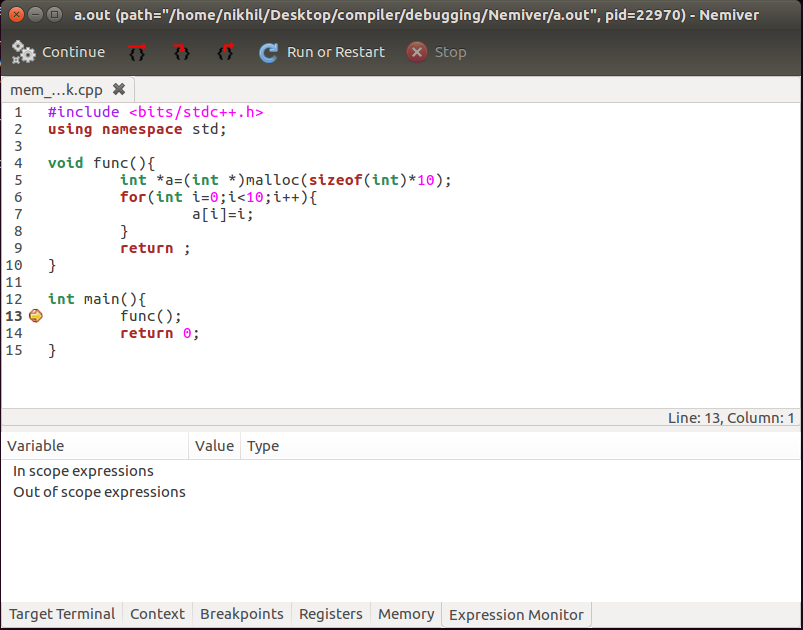 a.out (path="/home/nikhil/Desktop/compiler/debugging/Nemiver/a.out", pid=22970) - Nemiver
Continue {} {} {} Run or Restart Stop
mem_...k.cpp
1 #include <bits/stdc++.h>
2 using namespace std;
3
4 void func(){
5         int *a=(int *)malloc(sizeof(int)*10);
6         for(int i=0;i<10;i++){
7                 a[i]=i;
8         }
9         return ;
10 }
11
12 int main(){
13         func();
14         return 0;
15 }
Line: 13, Column: 1
Variable Value Type
In scope expressions
Out of scope expressions
Target Terminal Context Breakpoints Registers Memory Expression Monitor